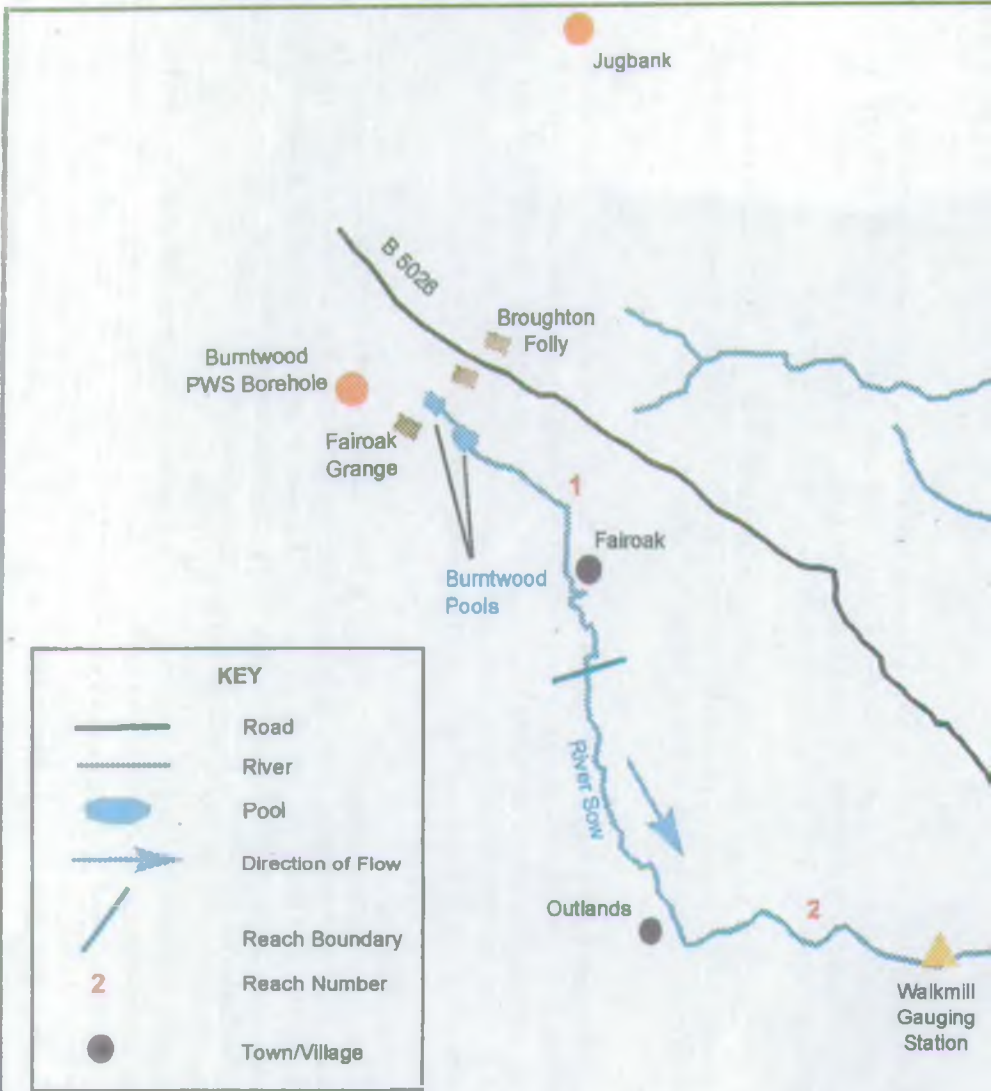 Jugbank
B 5026
Broughton
Folly
Burntwood
PWS Borehole
Fairoak
Grange
1
Fairoak
Burntwood
Pools
River Sow
Outlands
2
Walkmill
Gauging
Station
KEY
Road
River
Pool
Direction of Flow
Reach Boundary
2
Reach Number
Town/Village